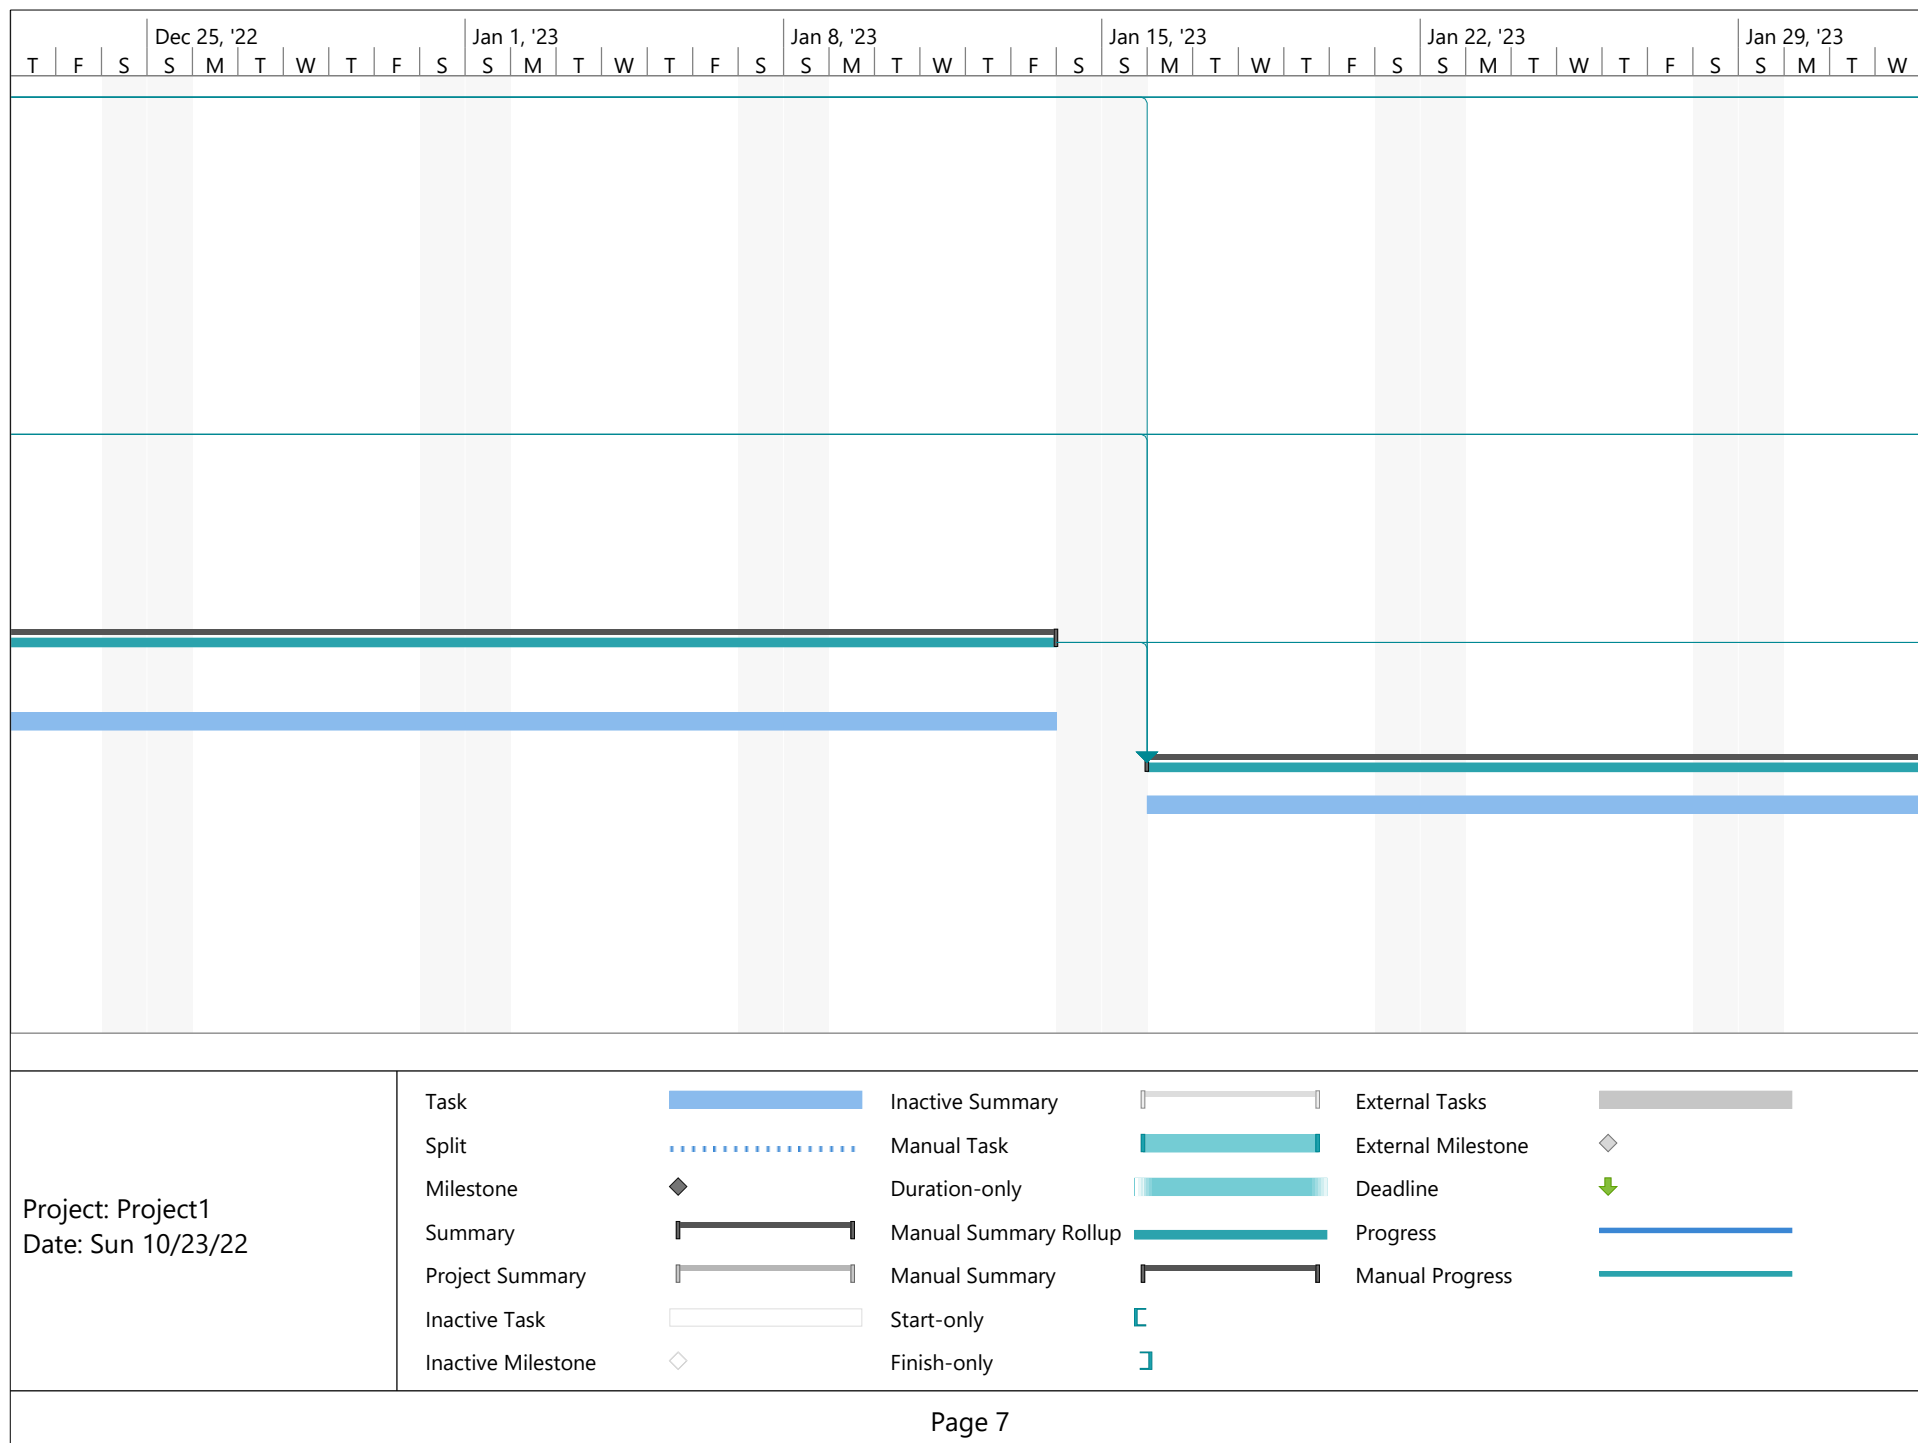 Dec 25, '22 Jan 1, '23 Jan 8, '23 Jan 15, '23 Jan 22, '23 Jan 29, '23
T F S S M T W T F S S M T W T F S S M T W T F S S M T W T F S S M T W T F S S M T W
Project: Project1
Date: Sun 10/23/22
Task
Split
Milestone
Summary
Project Summary
Inactive Task
Inactive Milestone
Inactive Summary
Manual Task
Duration-only
Manual Summary Rollup
Manual Summary
Start-only
Finish-only
External Tasks
External Milestone
Deadline
Progress
Manual Progress
Page 7